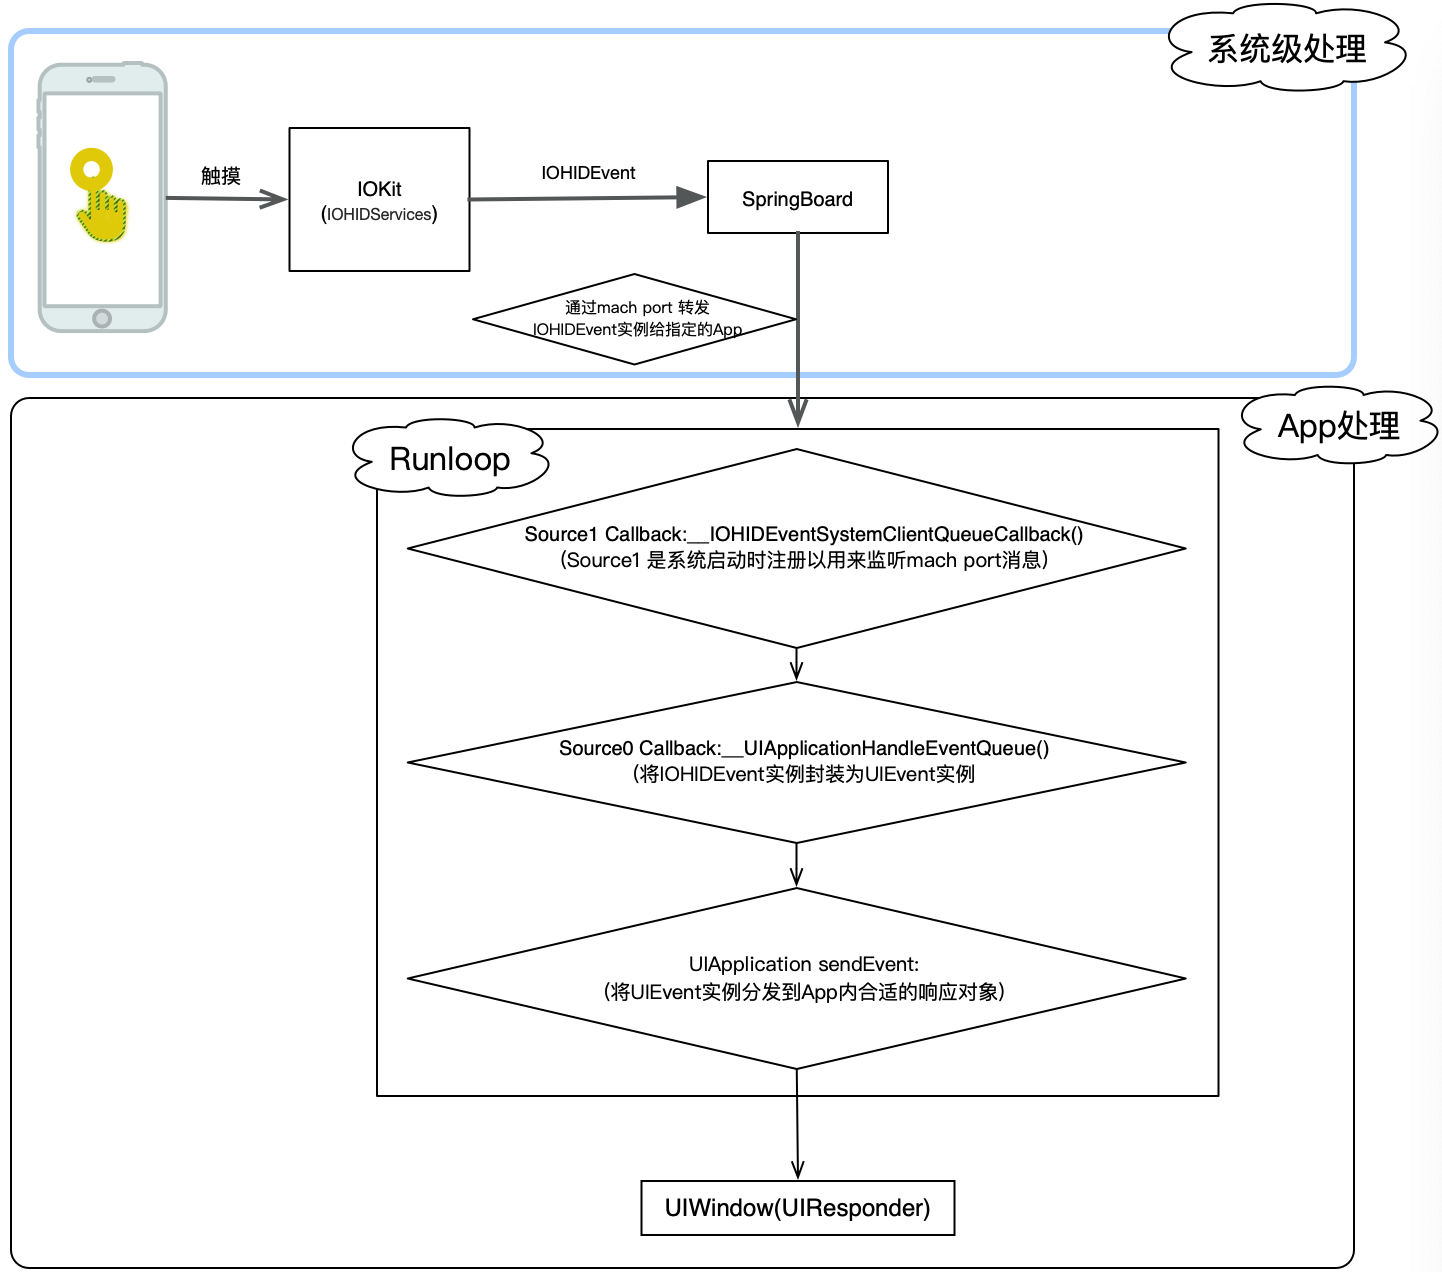 系统级处理
触摸
IOKit
(IOHIDServices)
IOHIDEvent
SpringBoard
通过mach port 转发
IOHIDEvent实例给指定的App
App处理
Runloop
Source1 Callback:__IOHIDEventSystemClientQueueCallback()
(Source1 是系统启动时注册以用来监听mach port消息)
Source0 Callback:__UIApplicationHandleEventQueue()
(将IOHIDEvent实例封装为UIEvent实例
UIApplication sendEvent:
(将UIEvent实例分发到App内合适的响应对象)
UIWindow(UIResponder)